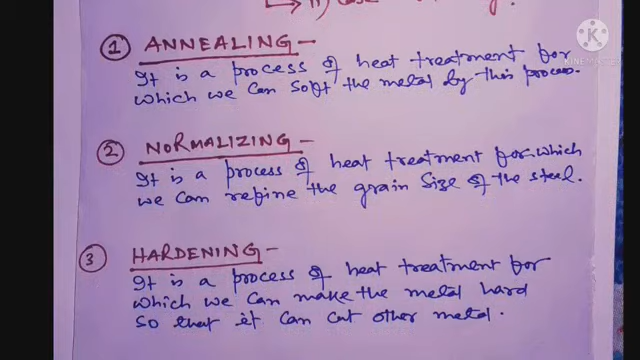 ① ANNEALING -
It is a process of heat treatment for
which we can soft the metal by this process.
② NORMALIZING -
It is a process of heat treatment for which
we can refine the grain size of the steel.
③ HARDENING -
It is a process of heat treatment for
which we can make the metal hard
so that it can cut other metal.